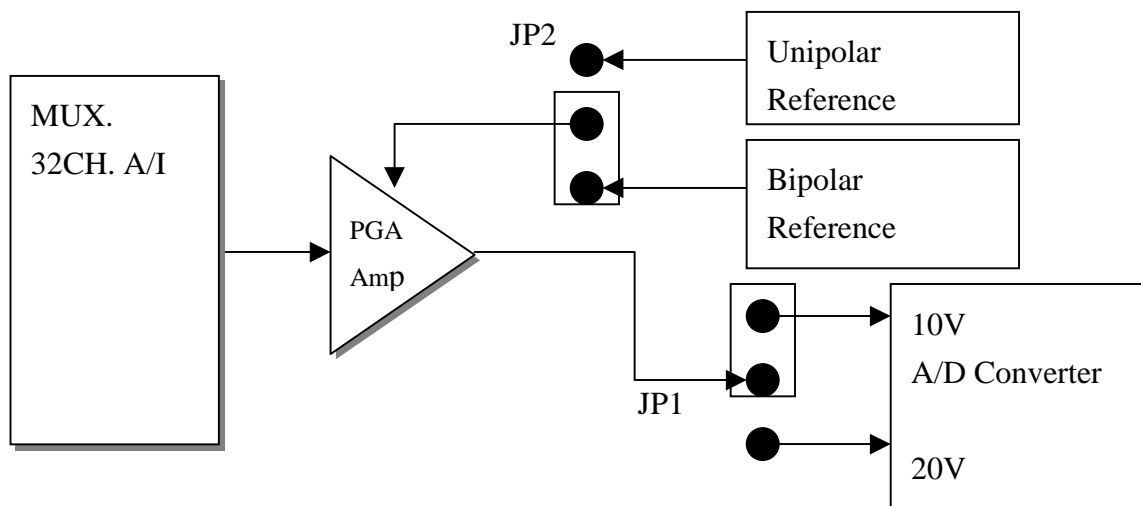 JP2
Unipolar
Reference
MUX.
32CH. A/I
Bipolar
Reference
PGA
Amp
10V
A/D Converter
JP1
20V